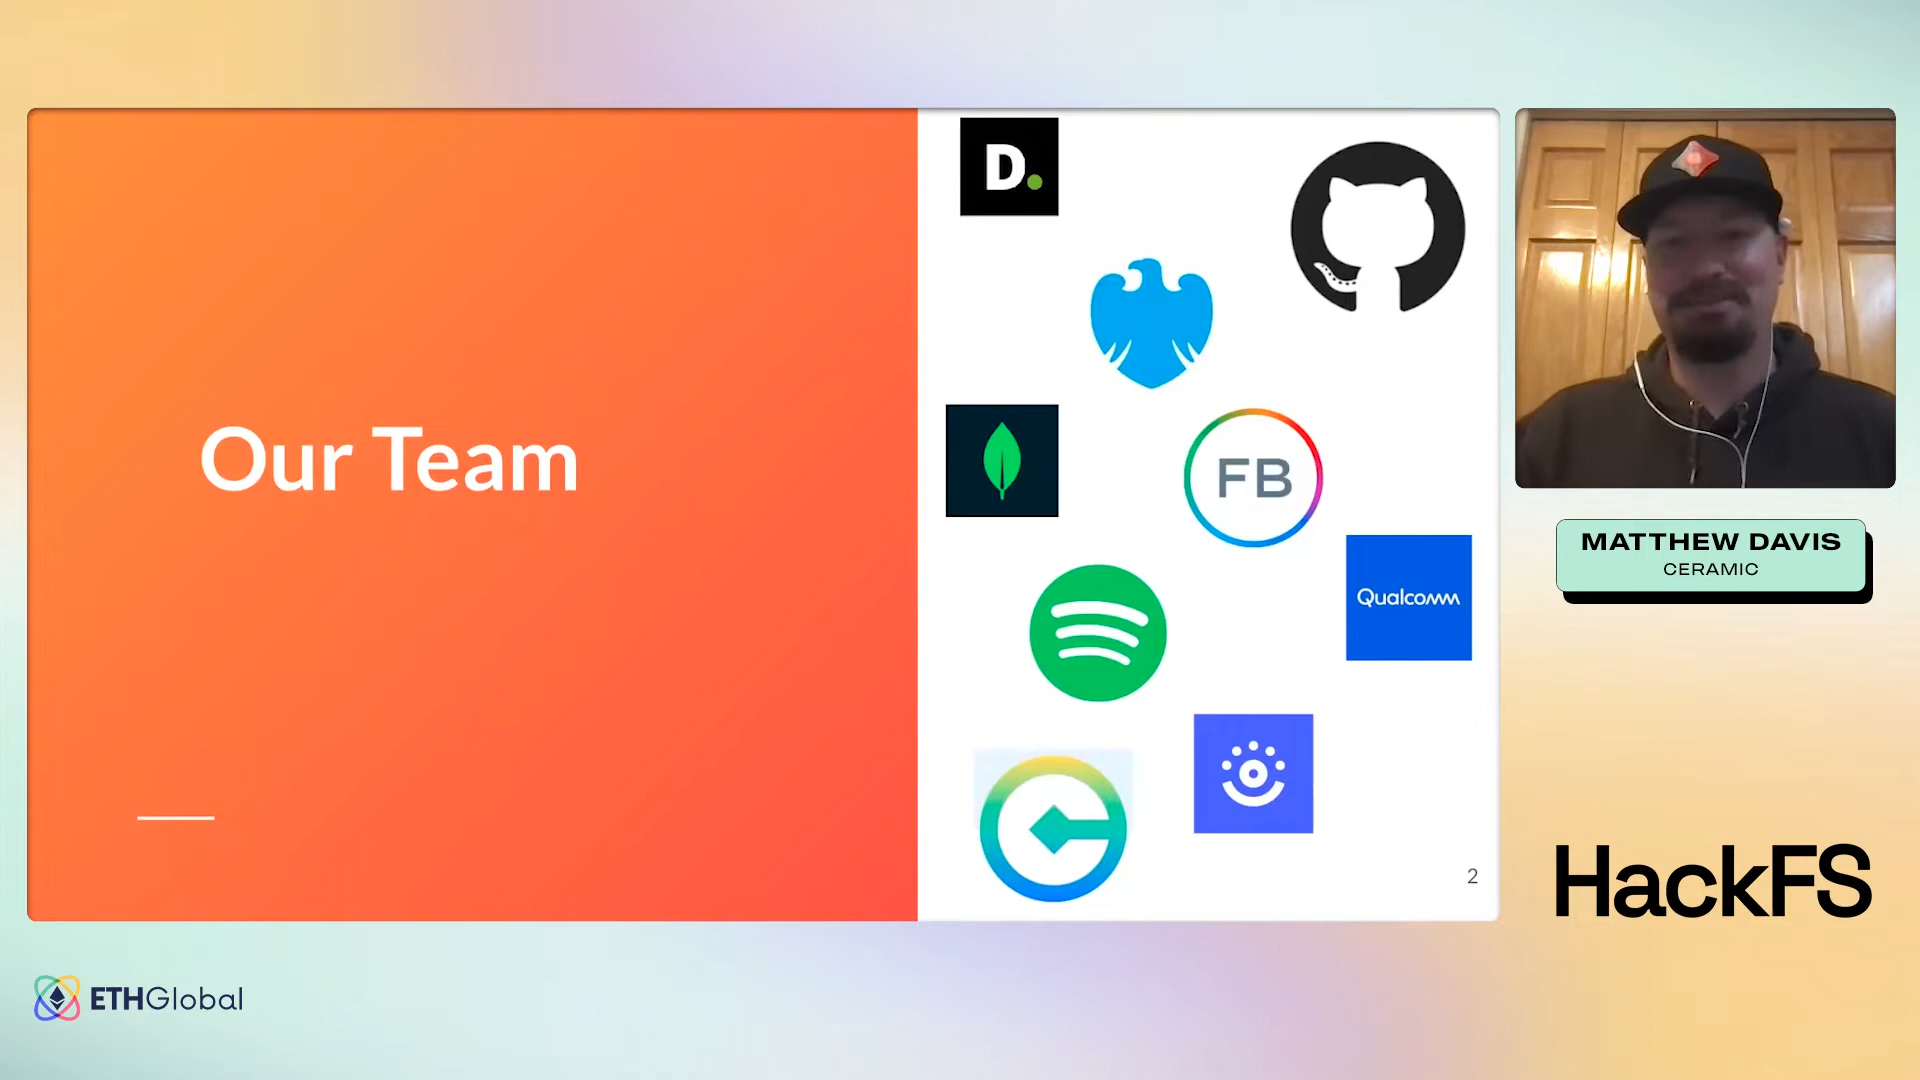 Our Team
D.
FB
Qualcomm
2
MATTHEW DAVIS
CERAMIC
HackFS
ETHGlobal